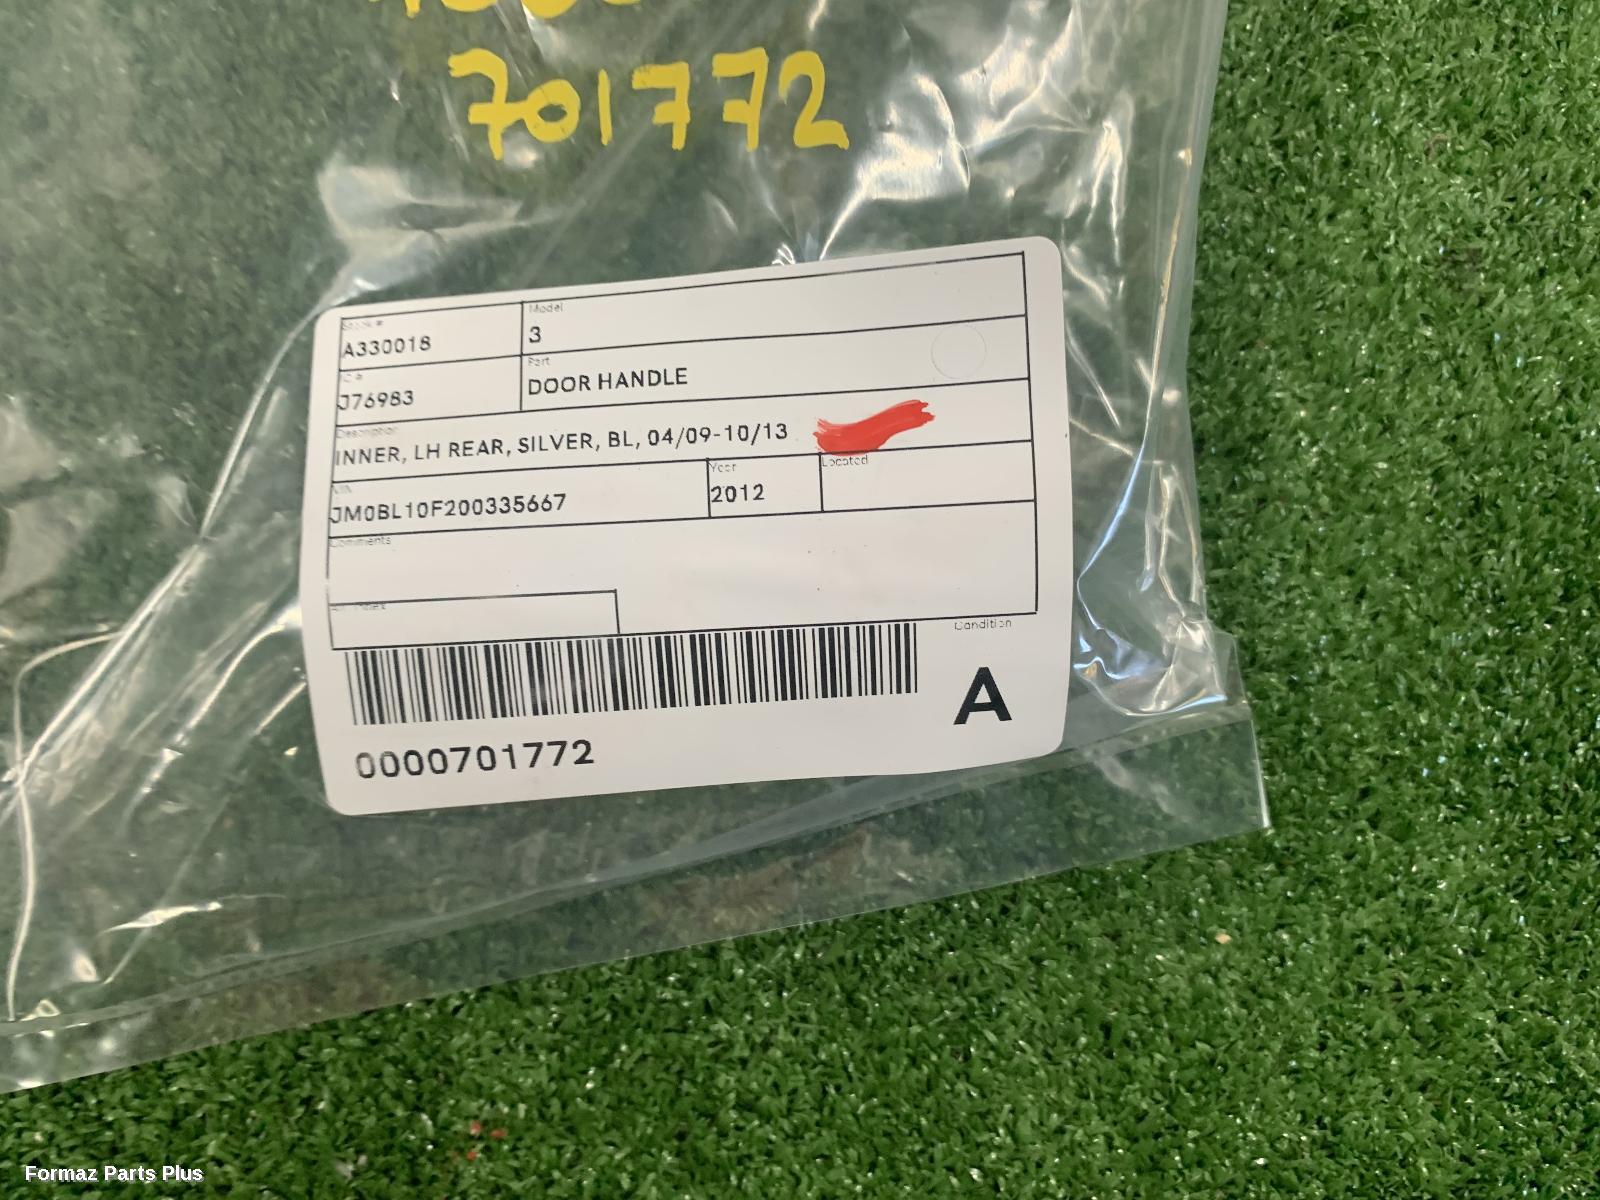 701772
Stock #
A330018
Model
3
J76983
Part
DOOR HANDLE
Description
INNER, LH REAR, SILVER, BL, 04/09-10/13
JM0BL10F200335667
Year
2012
Located
Comments
0000701772
Condition
A
Formaz Parts Plus